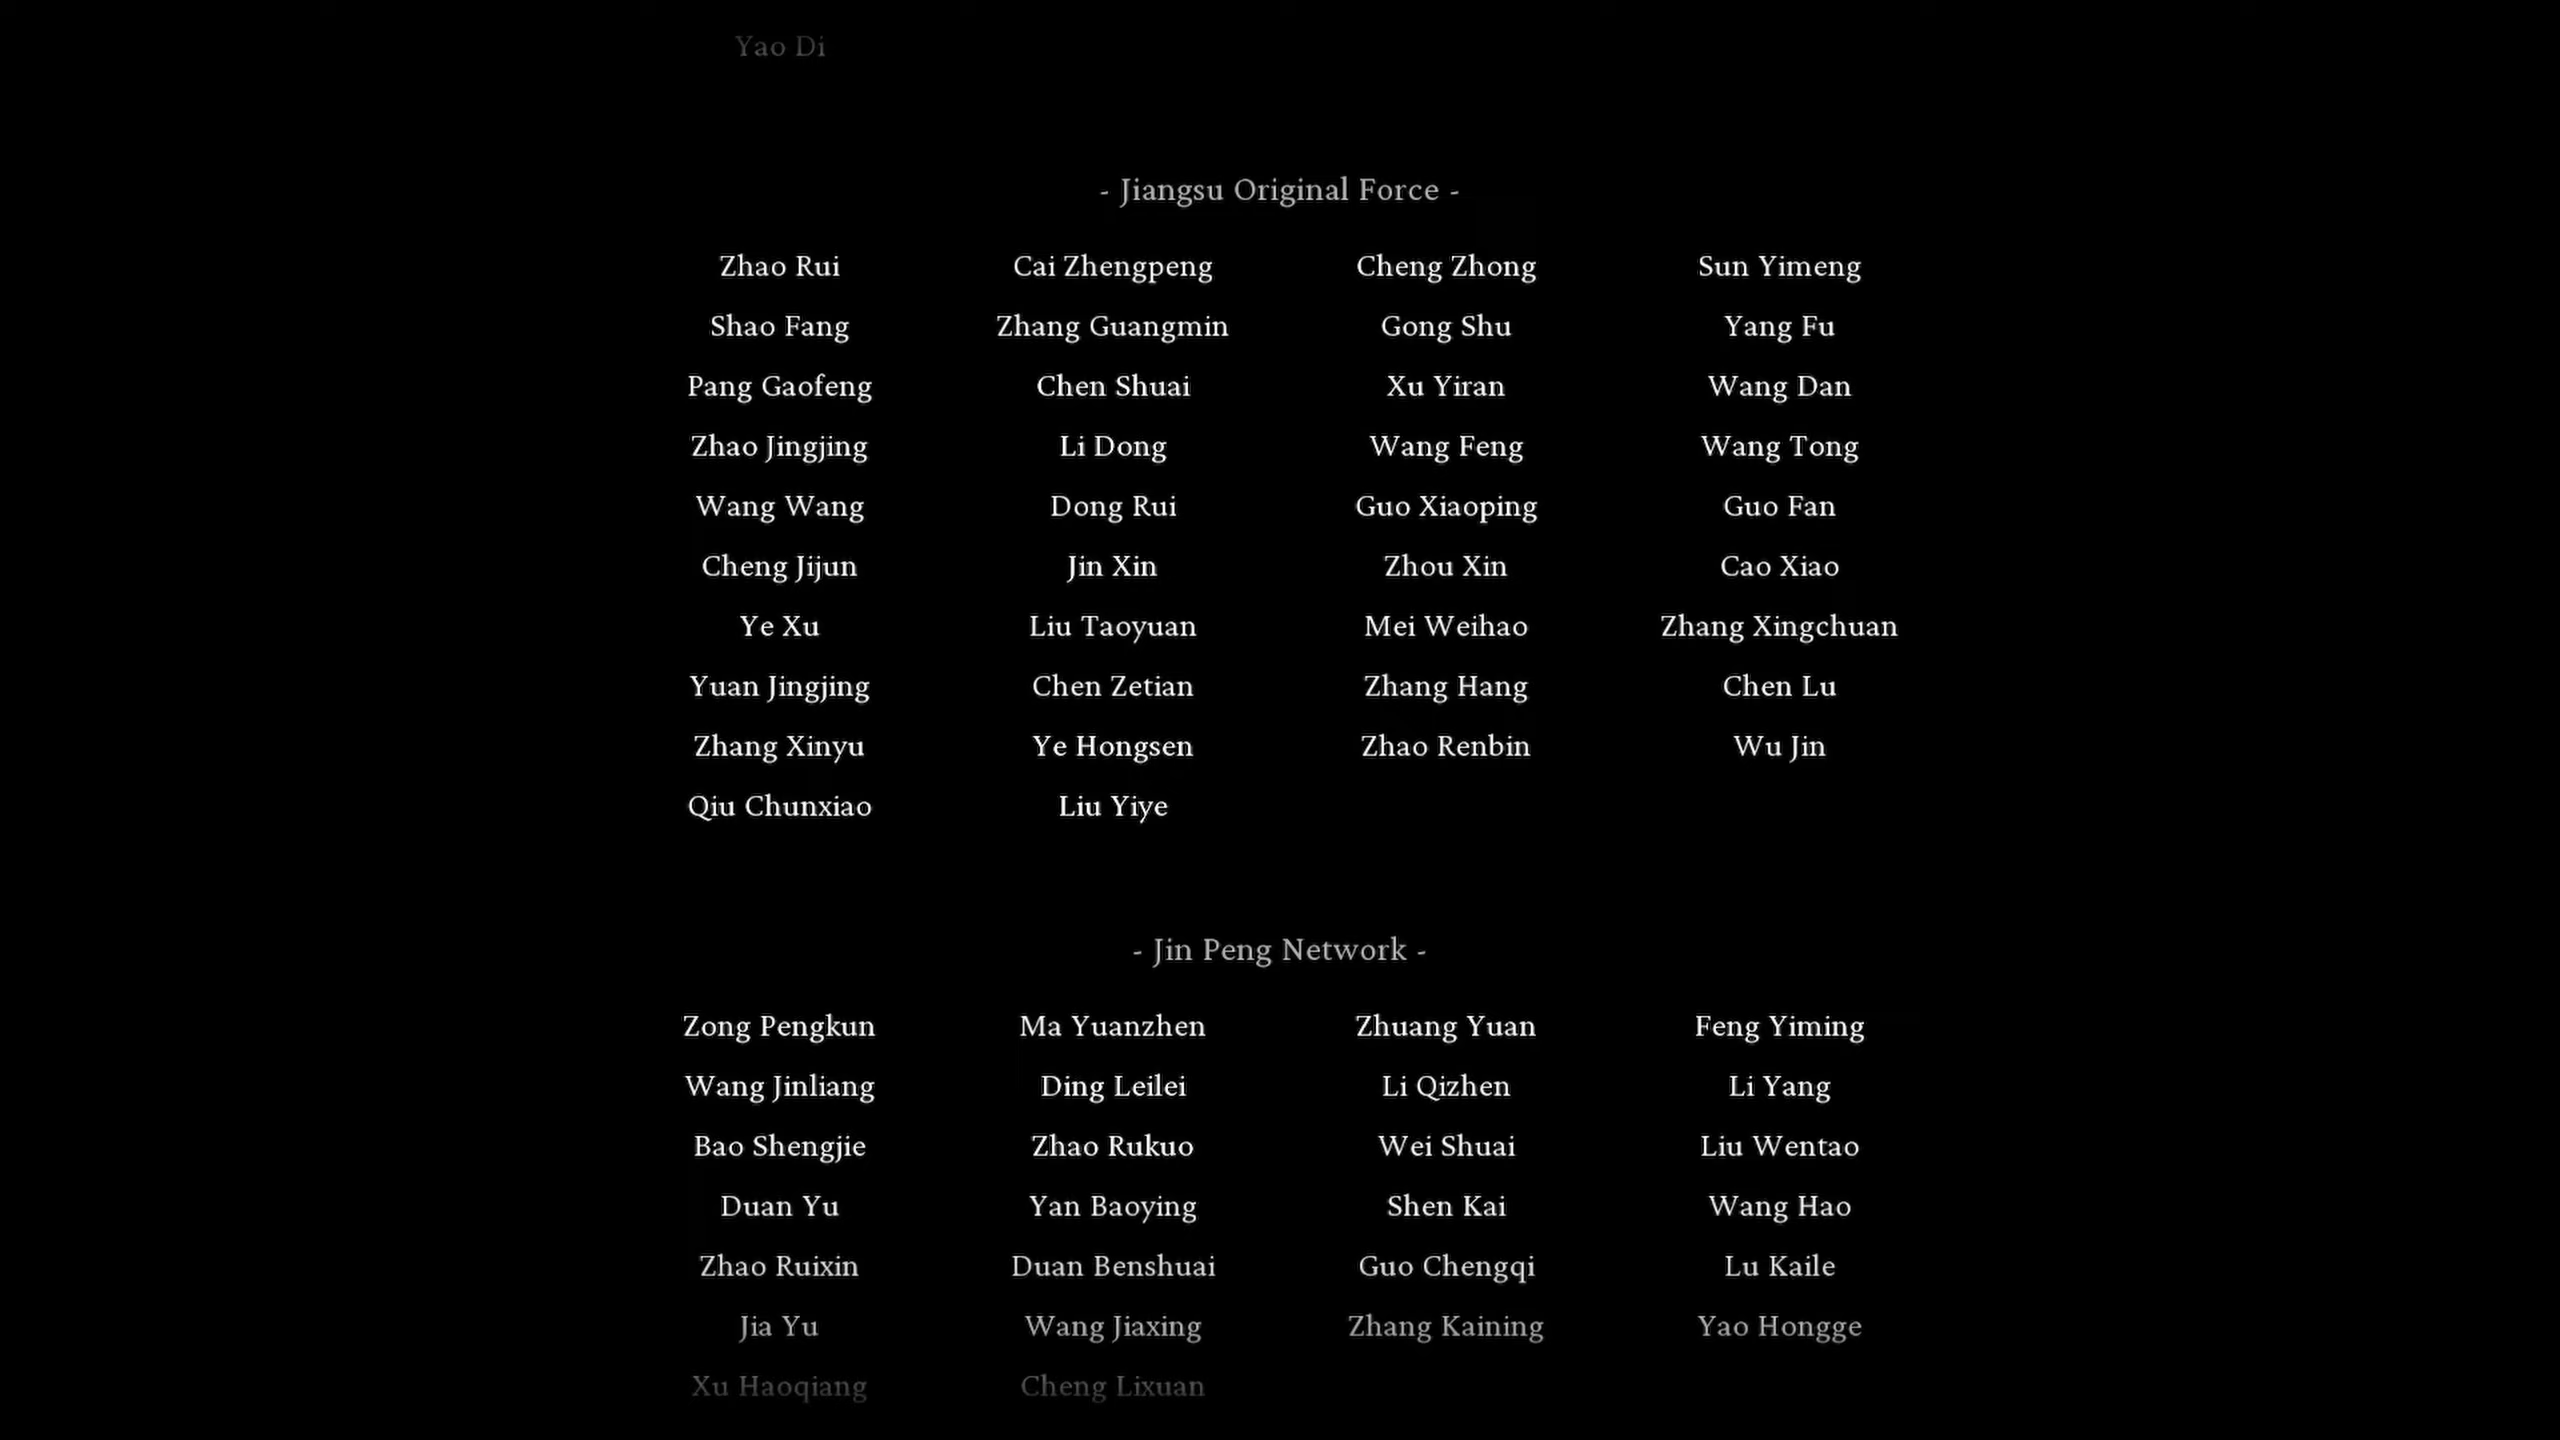 Yao Di
- Jiangsu Original Force -
Zhao Rui Cai Zhengpeng Cheng Zhong Sun Yimeng
Shao Fang Zhang Guangmin Gong Shu Yang Fu
Pang Gaofeng Chen Shuai Xu Yiran Wang Dan
Zhao Jingjing Li Dong Wang Feng Wang Tong
Wang Wang Dong Rui Guo Xiaoping Guo Fan
Cheng Jijun Jin Xin Zhou Xin Cao Xiao
Ye Xu Liu Taoyuan Mei Weihao Zhang Xingchuan
Yuan Jingjing Chen Zetian Zhang Hang Chen Lu
Zhang Xinyu Ye Hongsen Zhao Renbin Wu Jin
Qiu Chunxiao Liu Yiye
- Jin Peng Network -
Zong Pengkun Ma Yuanzhen Zhuang Yuan Feng Yiming
Wang Jinliang Ding Leilei Li Qizhen Li Yang
Bao Shengjie Zhao Rukuo Wei Shuai Liu Wentao
Duan Yu Yan Baoying Shen Kai Wang Hao
Zhao Ruixin Duan Benshuai Guo Chengqi Lu Kaile
Jia Yu Wang Jiaxing Zhang Kaining Yao Hongge
Xu Haoqiang Cheng Lixuan